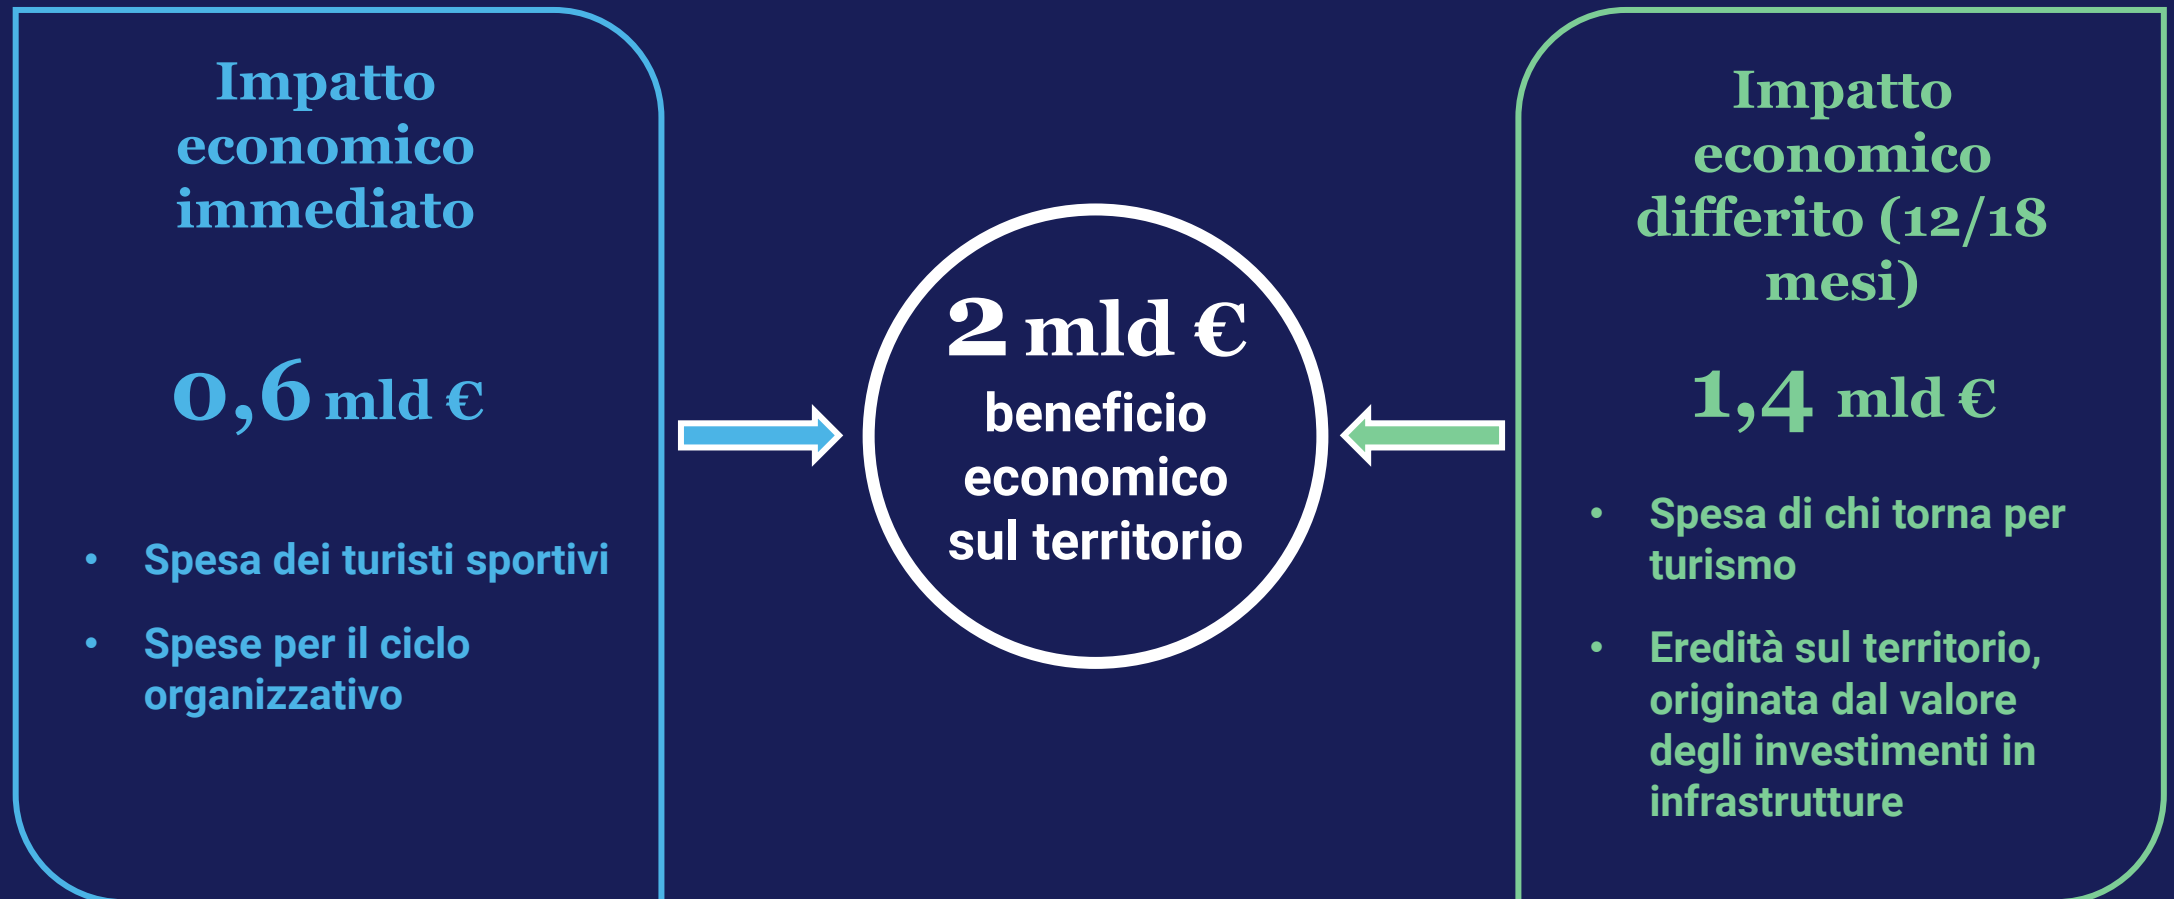 Impatto
economico
immediato
0,6 mld €
• Spesa dei turisti sportivi
• Spese per il ciclo
organizzativo
2 mld €
beneficio
economico
sul territorio
Impatto
economico
differito (12/18
mesi)
1,4 mld €
• Spesa di chi torna per
turismo
• Eredità sul territorio,
originata dal valore
degli investimenti in
infrastrutture